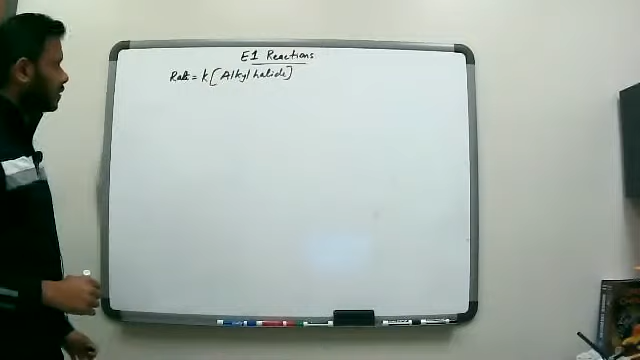 E1 Reactions
Rate = k [Alkyl halide]